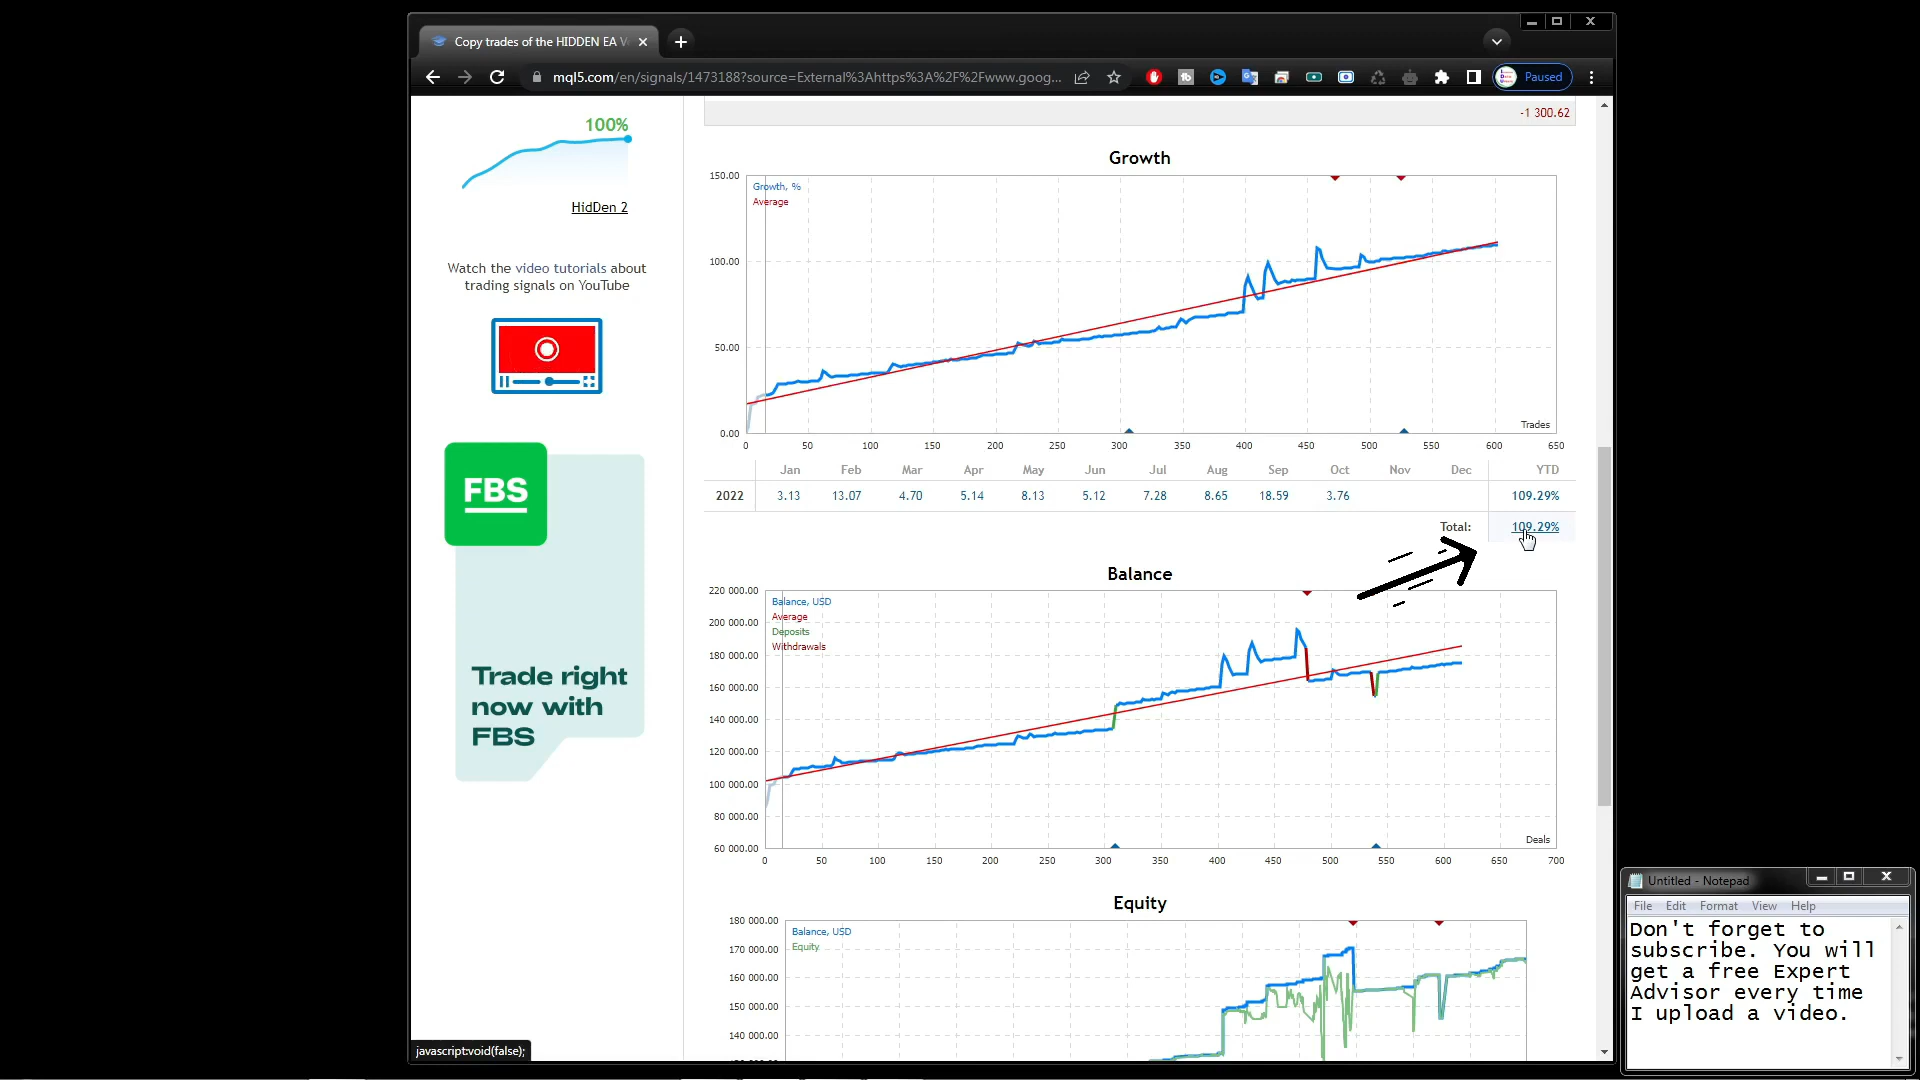 Copy trades of the HIDDEN EA V
mql5.com/en/signals/1473188?source=External%3Ahttps%3A%2F%2Fwww.goog...
Paused
100%
HidDen 2
Watch the video tutorials about
trading signals on YouTube
FBS
Trade right
now with
FBS
javascript:void(false);
-1 300.62
Growth
Growth, %
Average
150.00
100.00
50.00
0.00
Trades
0 50 100 150 200 250 300 350 400 450 500 550 600 650
Jan Feb Mar Apr May Jun Jul Aug Sep Oct Nov Dec YTD
2022 3.13 13.07 4.70 5.14 8.13 5.12 7.28 8.65 18.59 3.76 109.29%
Total: 109.29%
Balance
Balance, USD
Average
Deposits
Withdrawals
220 000.00
200 000.00
180 000.00
160 000.00
140 000.00
120 000.00
100 000.00
80 000.00
60 000.00
Deals
0 50 100 150 200 250 300 350 400 450 500 550 600 650 700
Equity
Balance, USD
Equity
180 000.00
170 000.00
160 000.00
150 000.00
140 000.00
Untitled - Notepad
File Edit Format View Help
Don't forget to
subscribe. You will
get a free Expert
Advisor every time
I upload a video.